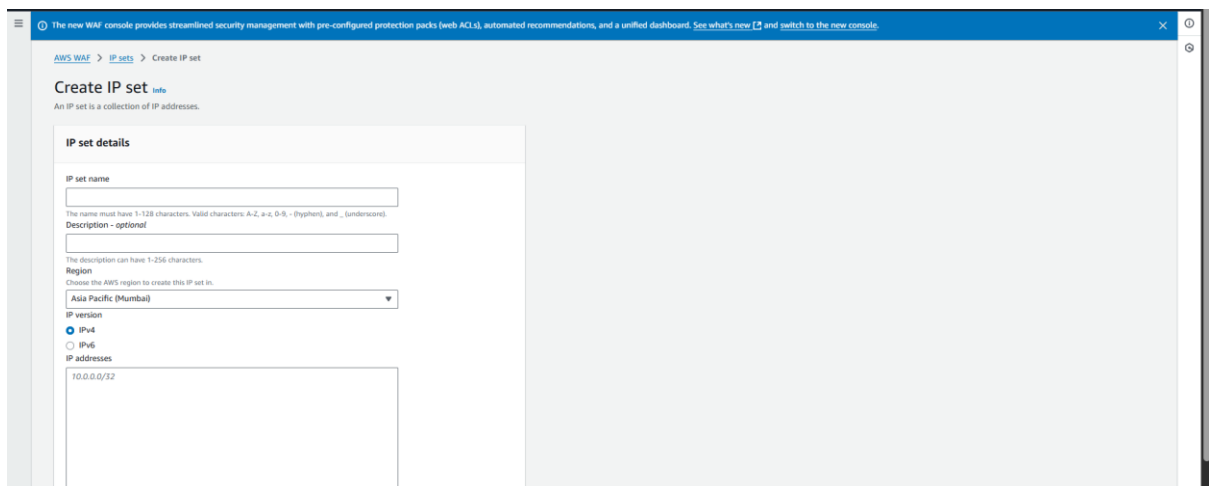 The new WAF console provides streamlined security management with pre-configured protection packs (web ACLs), automated recommendations, and a unified dashboard. See what's new and switch to the new console.
AWS WAF > IP sets > Create IP set
Create IP set Info
An IP set is a collection of IP addresses.
IP set details
IP set name
The name must have 1-128 characters. Valid characters: A-Z, a-z, 0-9, - (hyphen), and _ (underscore).
Description - optional
The description can have 1-256 characters.
Region
Choose the AWS region to create this IP set in.
Asia Pacific (Mumbai)
IP version
IPv4
IPv6
IP addresses
10.0.0.0/32